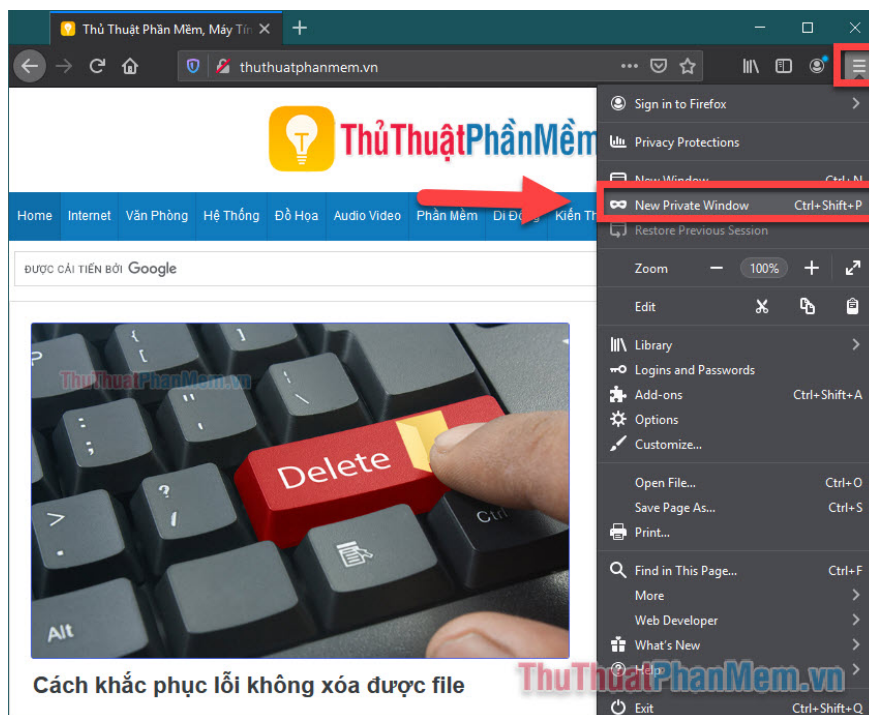 Thủ Thuật Phần Mềm, Máy Tín
thuthuatphanmem.vn
ThủThuậtPhầnMềm
Home Internet Văn Phòng Hệ Thống Đồ Họa Audio Video Phần Mềm Di Động Kiến Th
ĐƯỢC CẢI TIẾN BỞI Google
{
[
}
]
P
:
;
"
'
|
\
Delete
>
.
?
/
Ctrl
Alt
ThuThuatPhanMem.vn
Cách khắc phục lỗi không xóa được file
Sign in to Firefox
Privacy Protections
New Window Ctrl+N
New Private Window Ctrl+Shift+P
Restore Previous Session
Zoom 100%
Edit
Library
Logins and Passwords
Add-ons Ctrl+Shift+A
Options
Customize...
Open File... Ctrl+O
Save Page As... Ctrl+S
Print...
Find in This Page... Ctrl+F
More
Web Developer
What's New
Help
Exit Ctrl+Shift+Q
ThuThuatPhanMem.vn